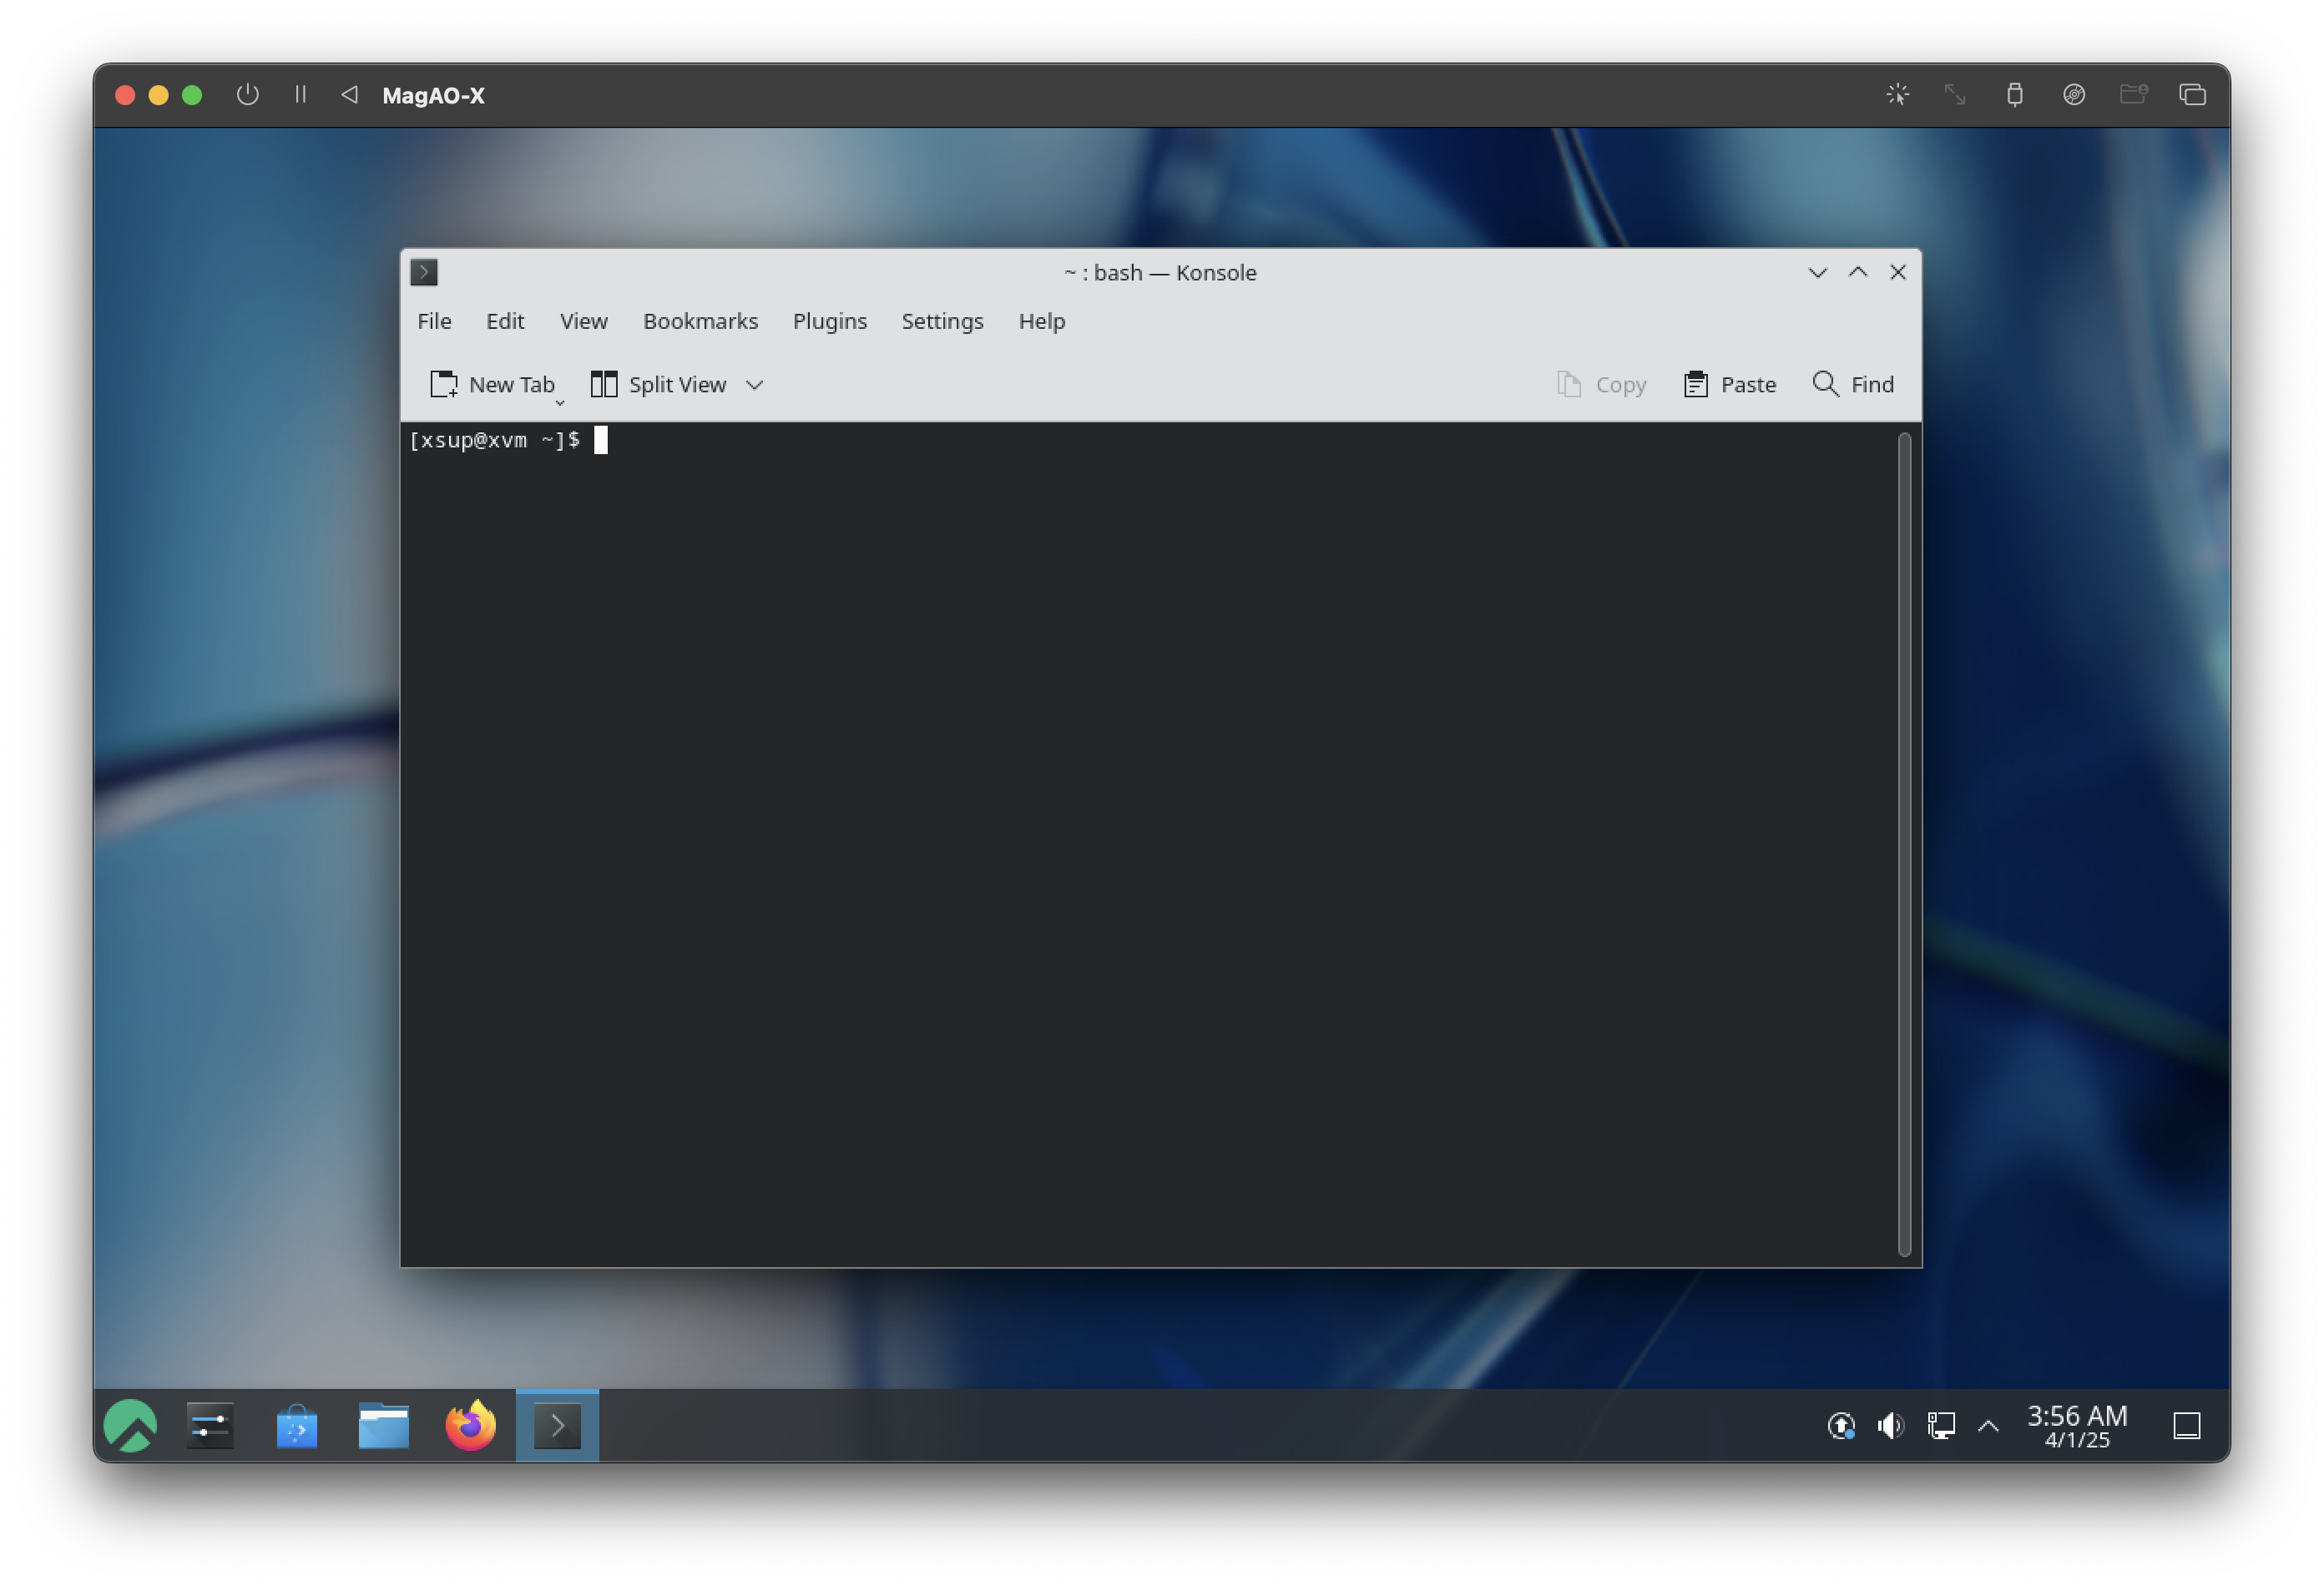 MagAO-X
~ : bash — Konsole
File Edit View Bookmarks Plugins Settings Help
New Tab Split View Copy Paste Find
[xsup@xvm ~]$
3:56 AM
4/1/25